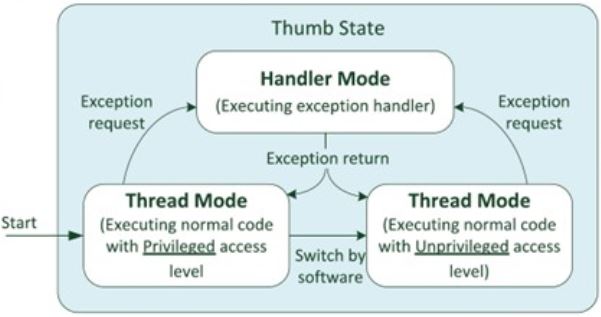 Thumb State
Handler Mode
(Executing exception handler)
Exception
request
Exception
request
Exception return
Start
Thread Mode
(Executing normal code
with Privileged access
level
Switch by
software
Thread Mode
(Executing normal code
with Unprivileged access
level)